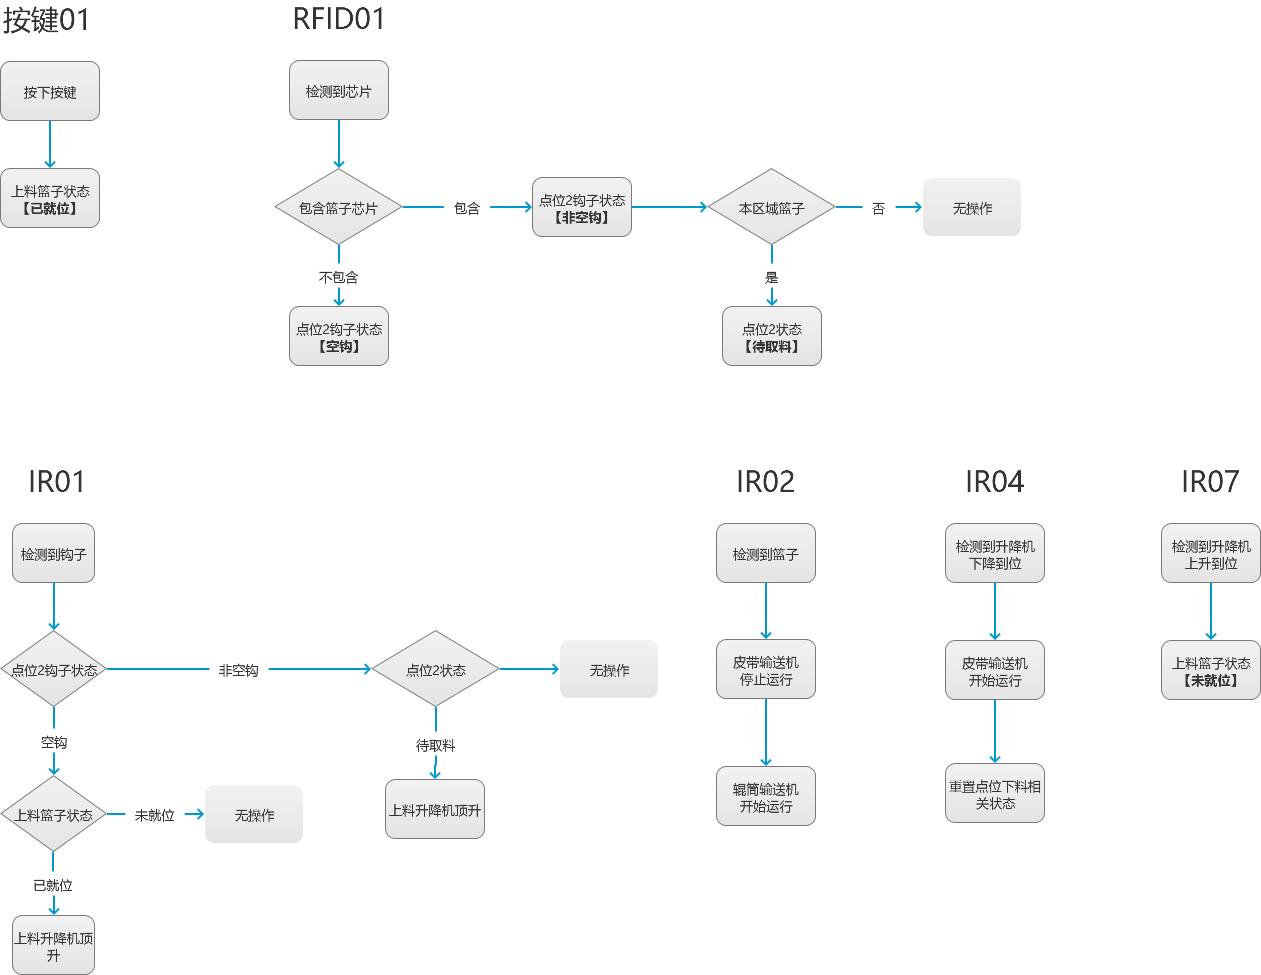 按键01
按下按键
上料篮子状态
【已就位】
RFID01
检测到芯片
包含篮子芯片
包含
点位2钩子状态
【非空钩】
本区域篮子
否
无操作
不包含
点位2钩子状态
【空钩】
是
点位2状态
【待取料】
IR01
检测到钩子
点位2钩子状态
非空钩
点位2状态
无操作
空钩
待取料
上料升降机顶升
上料篮子状态
未就位
无操作
已就位
上料升降机顶
升
IR02
检测到篮子
皮带输送机
停止运行
辊筒输送机
开始运行
IR04
检测到升降机
下降到位
皮带输送机
开始运行
重置点位下料相
关状态
IR07
检测到升降机
上升到位
上料篮子状态
【未就位】